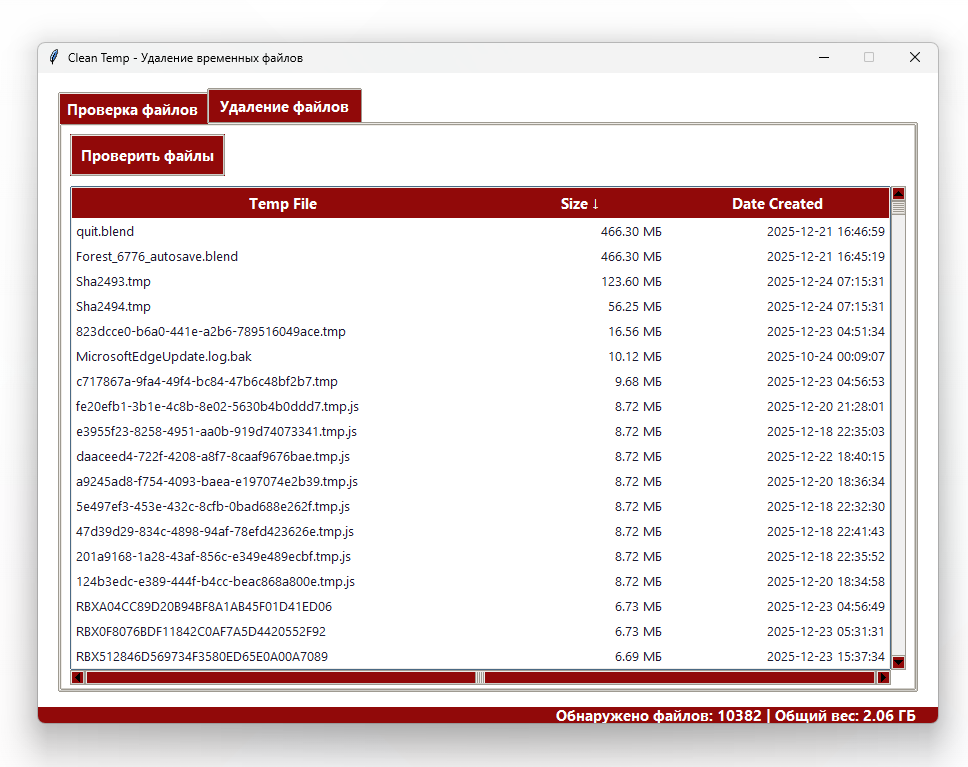 Clean Temp - Удаление временных файлов
Проверка файлов Удаление файлов
Проверить файлы
Temp File Size ↓ Date Created
quit.blend 466.30 МБ 2025-12-21 16:46:59
Forest_6776_autosave.blend 466.30 МБ 2025-12-21 16:45:19
Sha2493.tmp 123.60 МБ 2025-12-24 07:15:31
Sha2494.tmp 56.25 МБ 2025-12-24 07:15:31
823dcce0-b6a0-441e-a2b6-789516049ace.tmp 16.56 МБ 2025-12-23 04:51:34
MicrosoftEdgeUpdate.log.bak 10.12 МБ 2025-10-24 00:09:07
c717867a-9fa4-49f4-bc84-47b6c48bf2b7.tmp 9.68 МБ 2025-12-23 04:56:53
fe20efb1-3b1e-4c8b-8e02-5630b4b0ddd7.tmp.js 8.72 МБ 2025-12-20 21:28:01
e3955f23-8258-4951-aa0b-919d74073341.tmp.js 8.72 МБ 2025-12-18 22:35:03
daaceed4-722f-4208-a8f7-8caaf9676bae.tmp.js 8.72 МБ 2025-12-22 18:40:15
a9245ad8-f754-4093-baea-e197074e2b39.tmp.js 8.72 МБ 2025-12-20 18:36:34
5e497ef3-453e-432c-8cfb-0bad688e262f.tmp.js 8.72 МБ 2025-12-18 22:32:30
47d39d29-834c-4898-94af-78efd423626e.tmp.js 8.72 МБ 2025-12-18 22:41:43
201a9168-1a28-43af-856c-e349e489ecbf.tmp.js 8.72 МБ 2025-12-18 22:35:52
124b3edc-e389-444f-b4cc-beac868a800e.tmp.js 8.72 МБ 2025-12-20 18:34:58
RBXA04CC89D20B94BF8A1AB45F01D41ED06 6.73 МБ 2025-12-23 04:56:49
RBX0F8076BDF11842C0AF7A5D4420552F92 6.73 МБ 2025-12-23 05:31:31
RBX512846D569734F3580ED65E0A00A7089 6.69 МБ 2025-12-23 15:37:34
Обнаружено файлов: 10382 | Общий вес: 2.06 ГБ